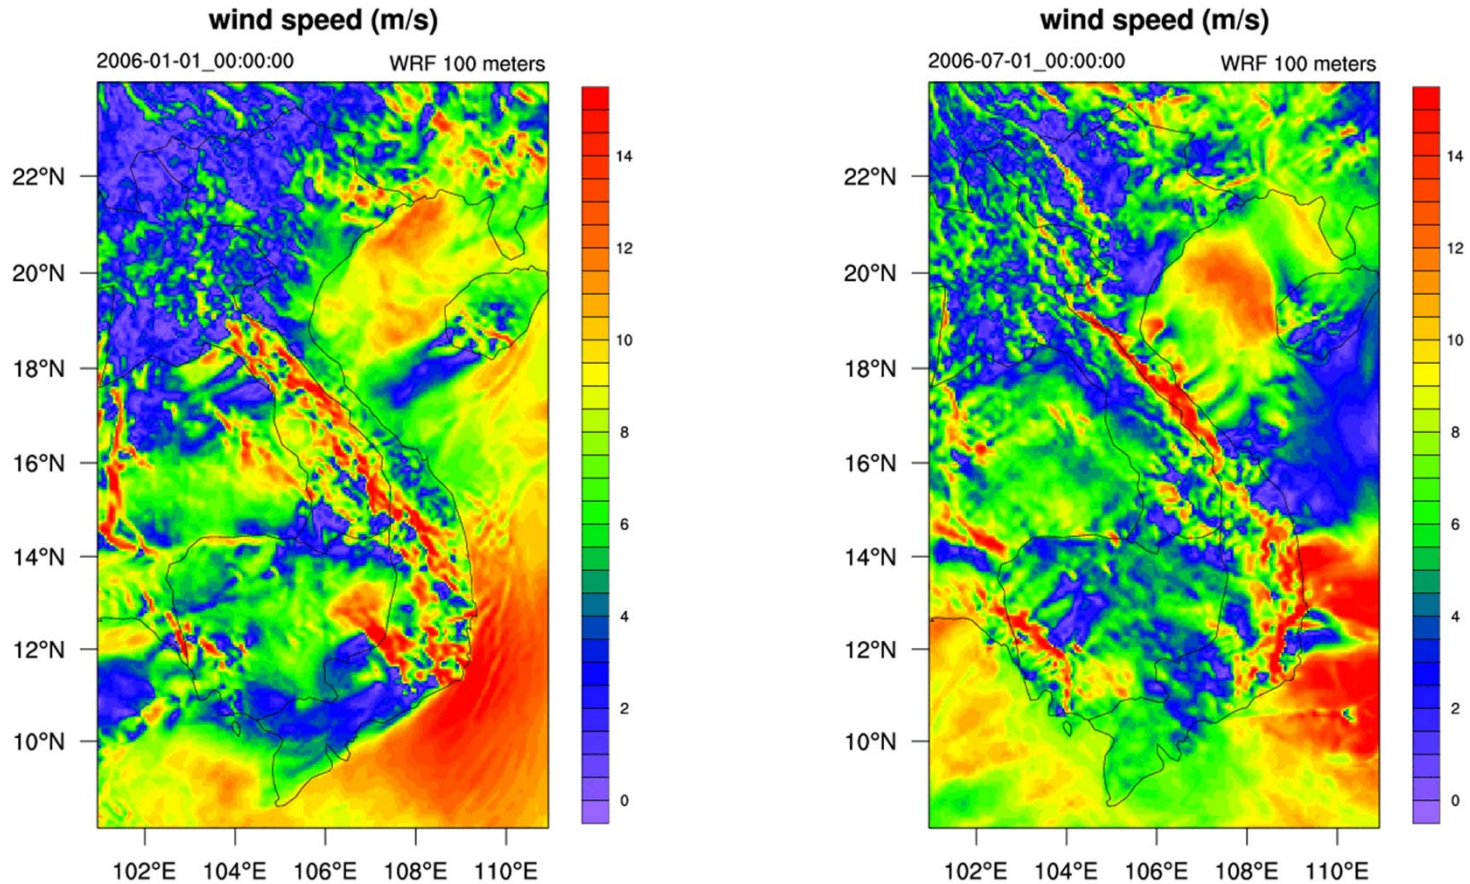 wind speed (m/s)
2006-01-01_00:00:00 WRF 100 meters
22°N
20°N
18°N
16°N
14°N
12°N
10°N
102°E 104°E 106°E 108°E 110°E
14
12
10
8
6
4
2
0
wind speed (m/s)
2006-07-01_00:00:00 WRF 100 meters
22°N
20°N
18°N
16°N
14°N
12°N
10°N
102°E 104°E 106°E 108°E 110°E
14
12
10
8
6
4
2
0